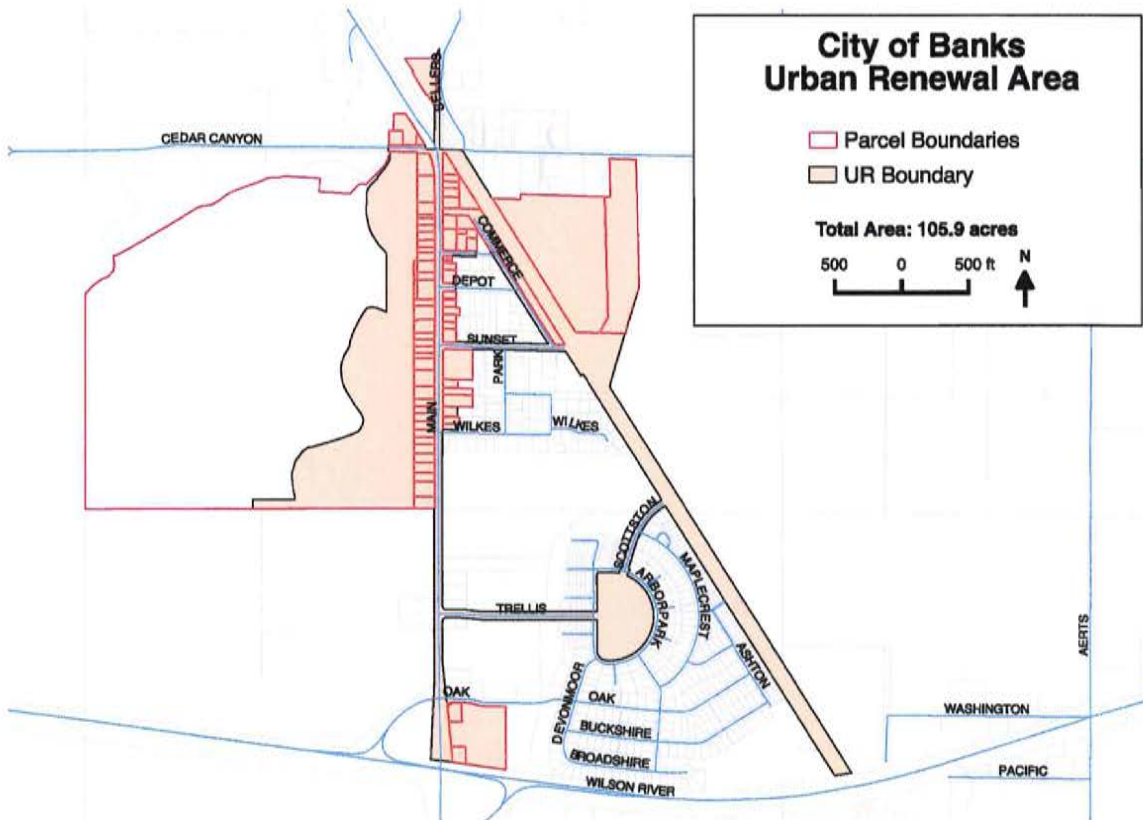 City of Banks
Urban Renewal Area
Parcel Boundaries
UR Boundary
Total Area: 105.9 acres
500 0 500 ft
N
SELLERS
CEDAR CANYON
COMMERCE
DEPOT
SUNSET
PARK
MAIN
WILKES
WILKES
SCOTTSTON
ARBORPARK
MAPLECREST
TRELLIS
ASHTON
AERTS
DEVONMOOR
OAK
OAK
WASHINGTON
BUCKSHIRE
BROADSHIRE
PACIFIC
WILSON RIVER